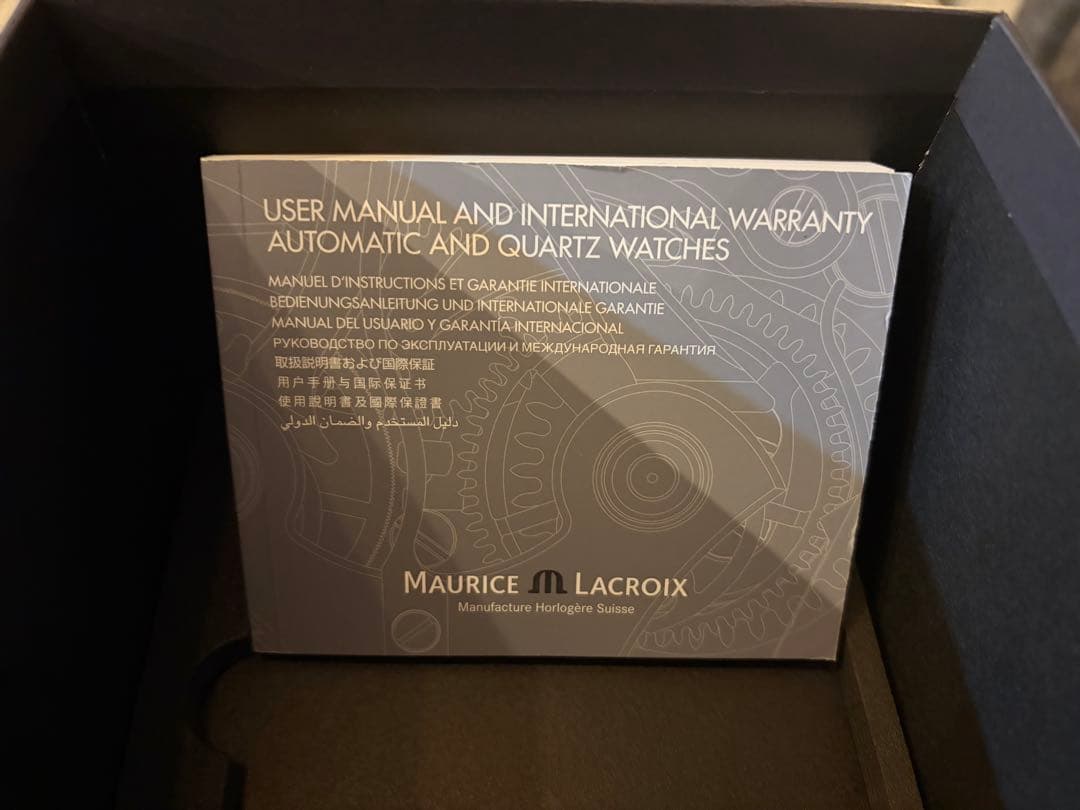 USER MANUAL AND INTERNATIONAL WARRANTY
AUTOMATIC AND QUARTZ WATCHES
MANUEL D'INSTRUCTIONS ET GARANTIE INTERNATIONALE
BEDIENUNGSANLEITUNG UND INTERNATIONALE GARANTIE
MANUAL DEL USUARIO Y GARANTÍA INTERNACIONAL
РУКОВОДСТВО ПО ЭКСПЛУАТАЦИИ И МЕЖДУНАРОДНАЯ ГАРАНТИЯ
取扱説明書および国際保証
用户手册与国际保证书
使用說明書及國際保證書
دليل المستخدم والضمان الدولي
MAURICE LACROIX
Manufacture Horlogère Suisse